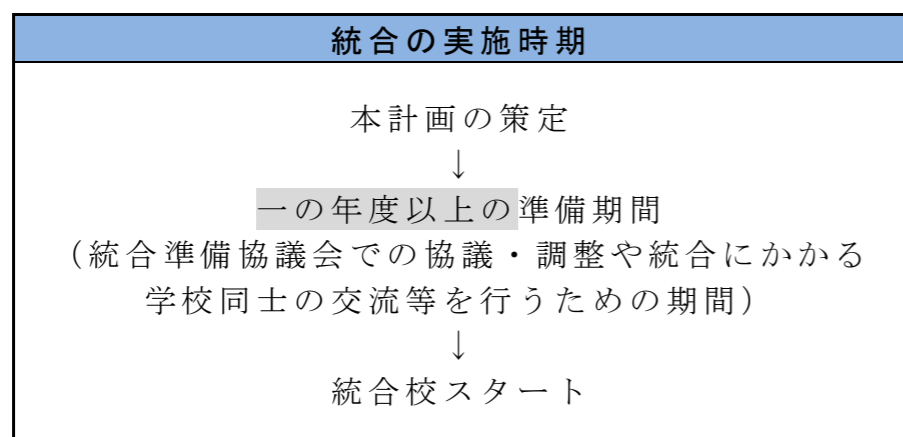 統合の実施時期
本計画の策定
↓
一の年度以上の準備期間
（統合準備協議会での協議・調整や統合にかかる
学校同士の交流等を行うための期間）
↓
統合校スタート